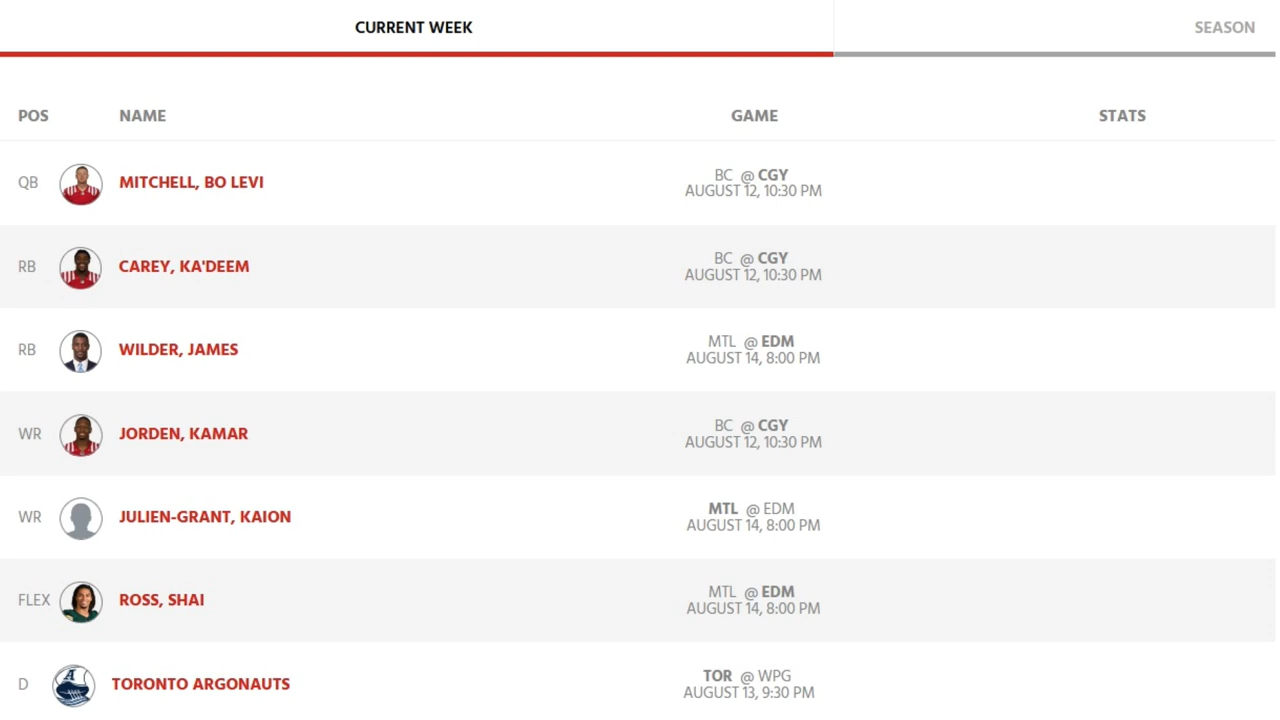 CURRENT WEEK
SEASON
POS NAME GAME STATS
QB MITCHELL, BO LEVI BC @ CGY
AUGUST 12, 10:30 PM
RB CAREY, KA'DEEM BC @ CGY
AUGUST 12, 10:30 PM
RB WILDER, JAMES MTL @ EDM
AUGUST 14, 8:00 PM
WR JORDEN, KAMAR BC @ CGY
AUGUST 12, 10:30 PM
WR JULIEN-GRANT, KAION MTL @ EDM
AUGUST 14, 8:00 PM
FLEX ROSS, SHAI MTL @ EDM
AUGUST 14, 8:00 PM
D TORONTO ARGONAUTS TOR @ WPG
AUGUST 13, 9:30 PM